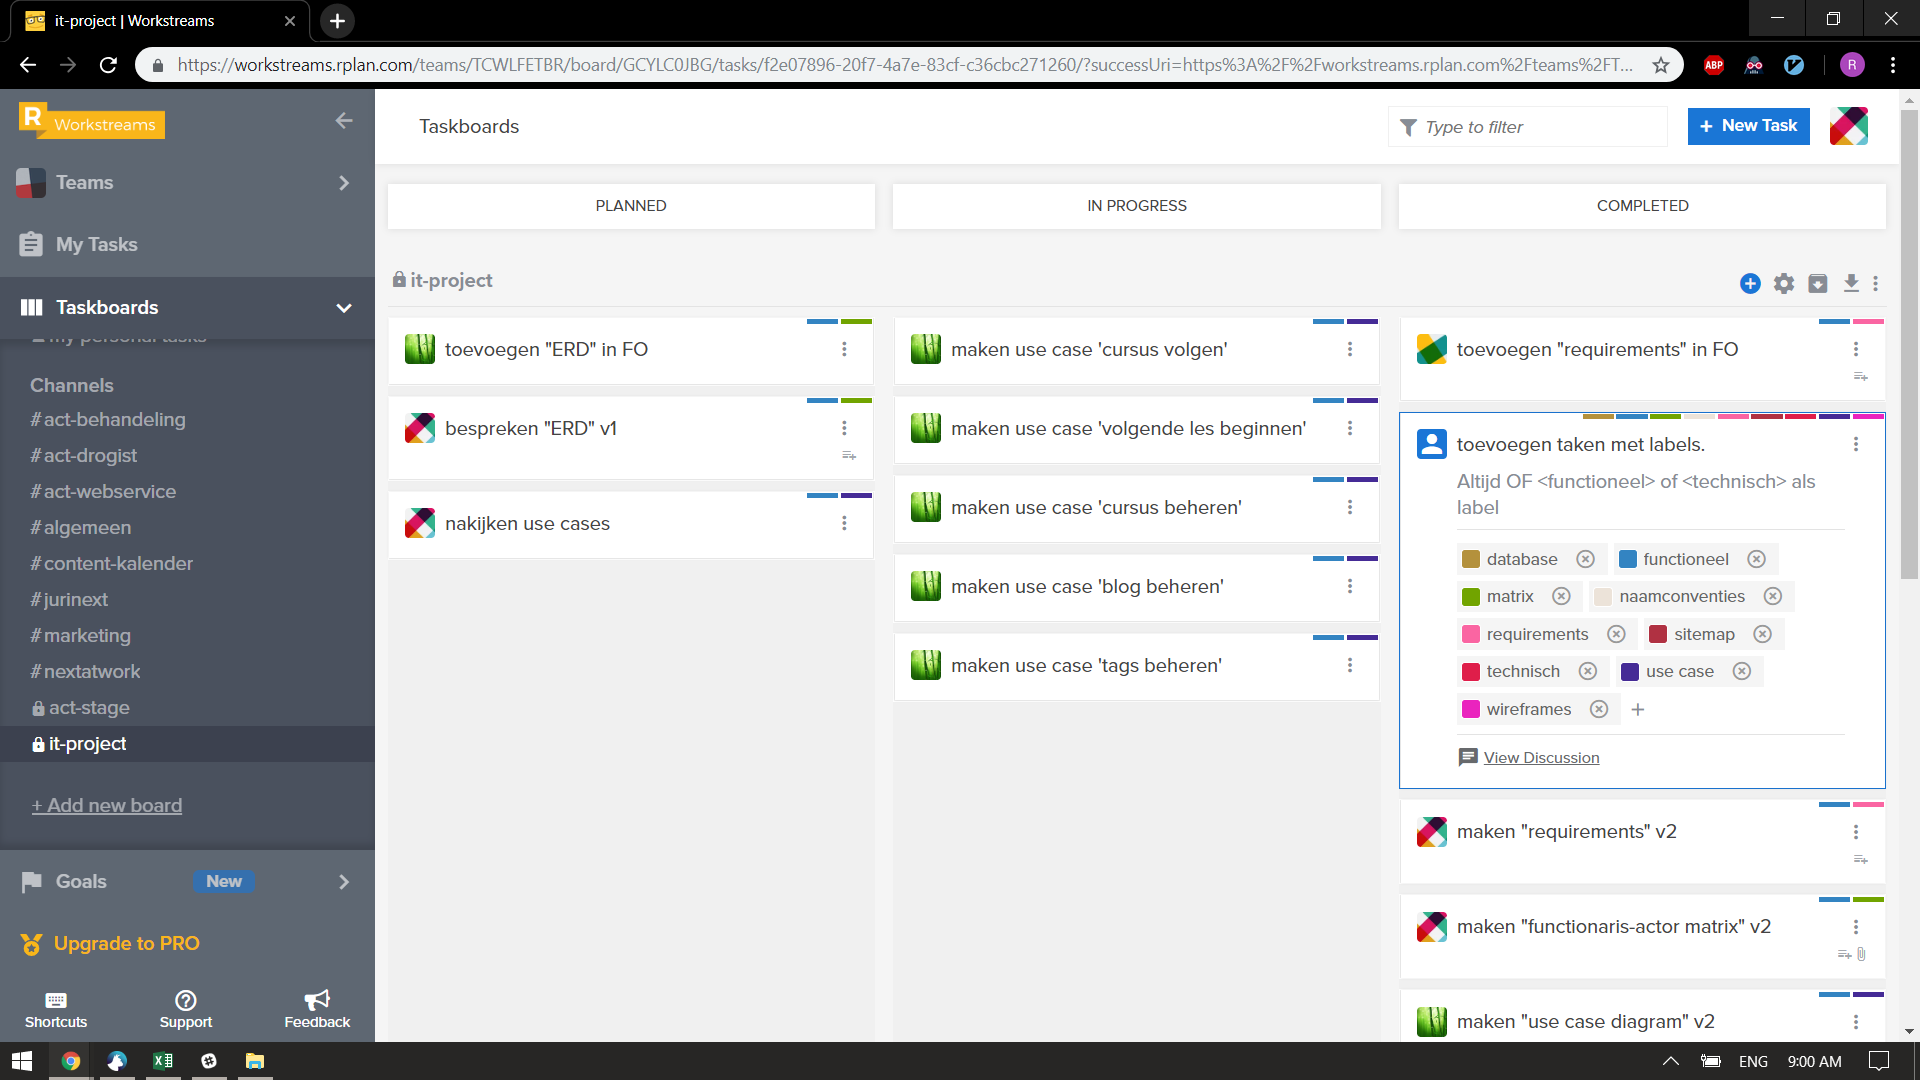 it-project | Workstreams
https://workstreams.rplan.com/teams/TCWLFETBR/board/GCYLC0JBG/tasks/f2e07896-20f7-4a7e-83cf-c36cbc271260/?successUri=https%3A%2F%2Fworkstreams.rplan.com%2Fteams%2FT...
ABP
R
R Workstreams
Teams
My Tasks
Taskboards
my personal tasks
Channels
#act-behandeling
#act-drogist
#act-webservice
#algemeen
#content-kalender
#jurinext
#marketing
#nextatwork
act-stage
it-project
+ Add new board
Goals New
Upgrade to PRO
Shortcuts Support Feedback
Taskboards
Type to filter
+ New Task
PLANNED
IN PROGRESS
COMPLETED
it-project
toevoegen "ERD" in FO
bespreken "ERD" v1
nakijken use cases
maken use case 'cursus volgen'
maken use case 'volgende les beginnen'
maken use case 'cursus beheren'
maken use case 'blog beheren'
maken use case 'tags beheren'
toevoegen "requirements" in FO
toevoegen taken met labels.
Altijd OF <functioneel> of <technisch> als
label
database functioneel
matrix naamconventies
requirements sitemap
technisch use case
wireframes +
View Discussion
maken "requirements" v2
maken "functionaris-actor matrix" v2
maken "use case diagram" v2
ENG 9:00 AM